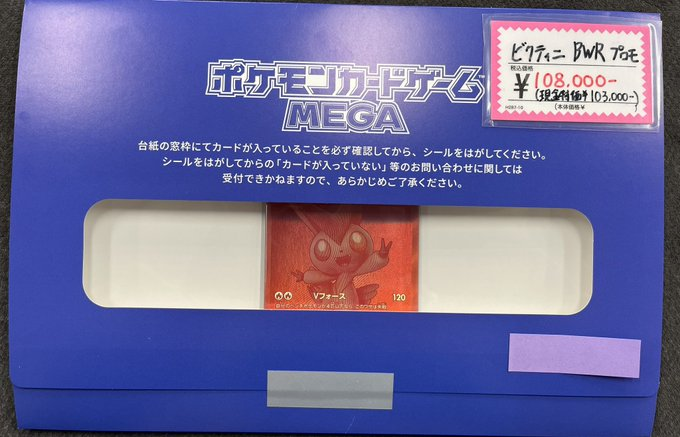 ポケモンカードゲーム™
MEGA
ビクティニ BWR プロモ
税込価格
¥108,000-
(現金特価¥103,000-)
H287-10
(本体価格¥
台紙の窓枠にてカードが入っていることを必ず確認してから、シールをはがしてください。
シールをはがしてからの「カードが入っていない」等のお問い合わせに関しては
受付できかねますので、あらかじめご了承ください。
Vフォース 120